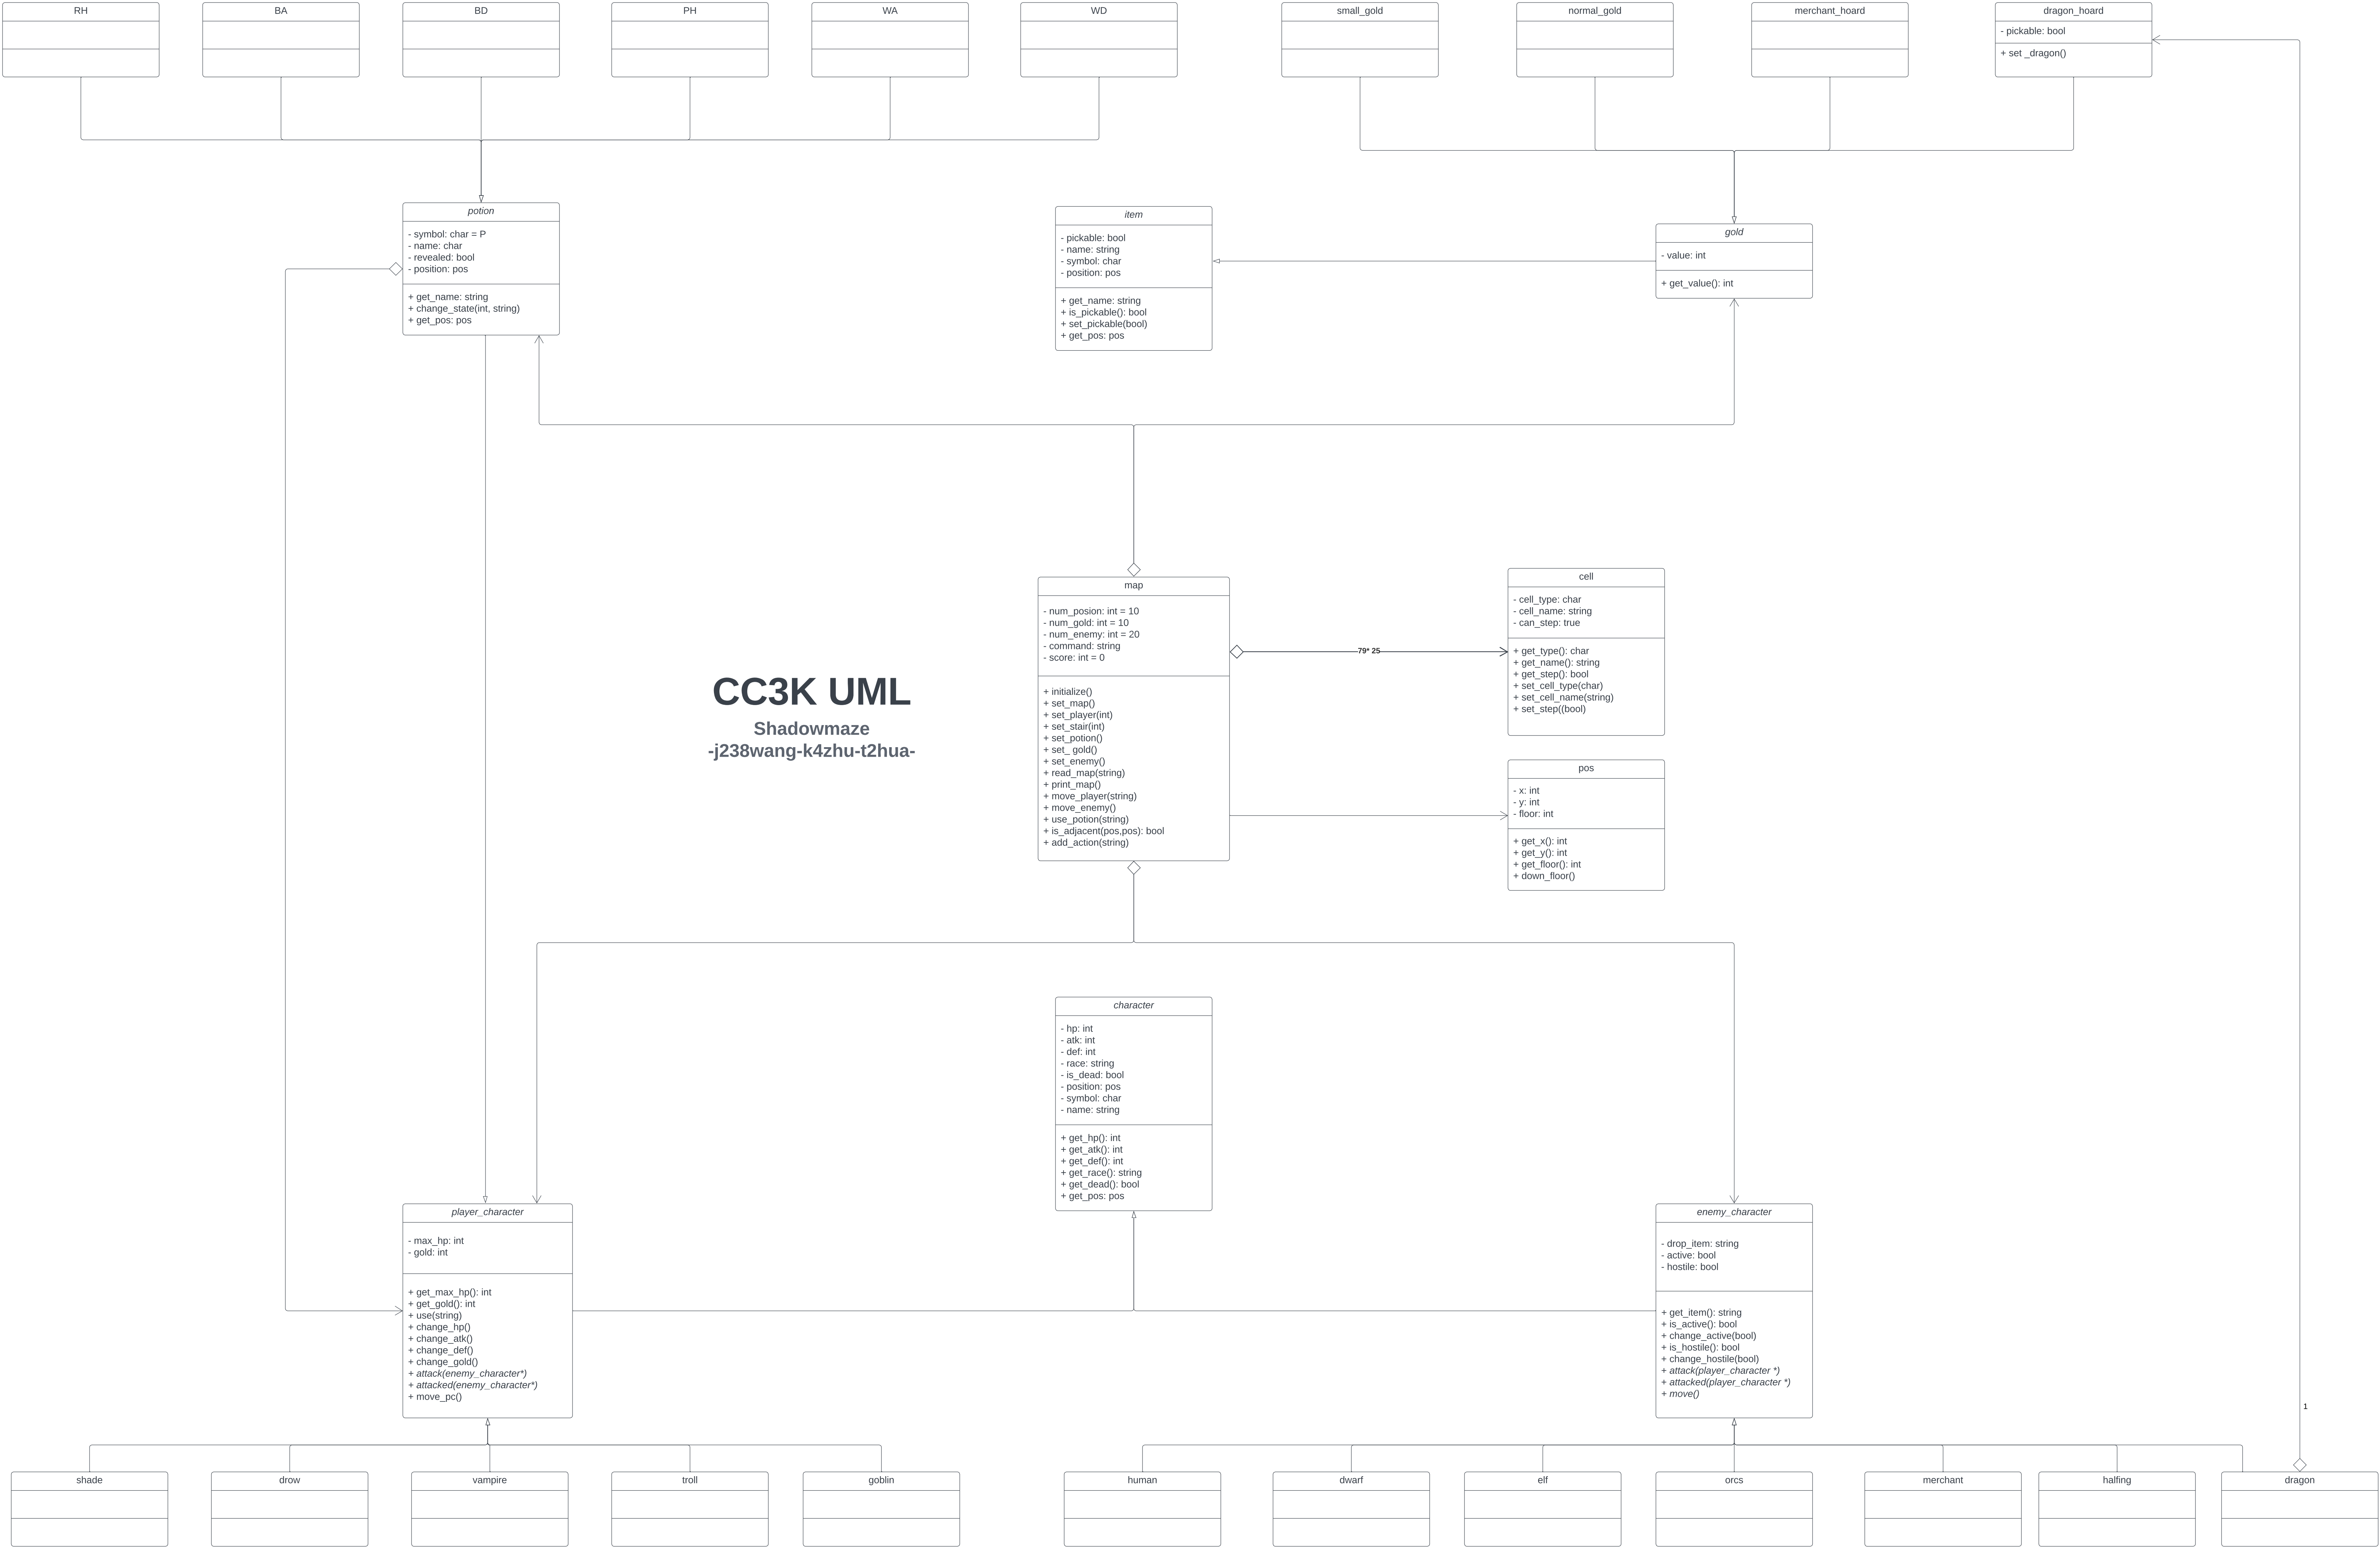 RH
BA
BD
PH
WA
WD
small_gold
normal_gold
merchant_hoard
dragon_hoard
- pickable: bool
+ set _dragon()
potion
- symbol: char = P
- name: char
- revealed: bool
- position: pos
+ get_name: string
+ change_state(int, string)
+ get_pos: pos
item
- pickable: bool
- name: string
- symbol: char
- position: pos
+ get_name: string
+ is_pickable(): bool
+ set_pickable(bool)
+ get_pos: pos
gold
- value: int
+ get_value(): int
map
- num_posion: int = 10
- num_gold: int = 10
- num_enemy: int = 20
- command: string
- score: int = 0
+ initialize()
+ set_map()
+ set_player(int)
+ set_stair(int)
+ set_potion()
+ set_ gold()
+ set_enemy()
+ read_map(string)
+ print_map()
+ move_player(string)
+ move_enemy()
+ use_potion(string)
+ is_adjacent(pos,pos): bool
+ add_action(string)
79* 25
cell
- cell_type: char
- cell_name: string
- can_step: true
+ get_type(): char
+ get_name(): string
+ get_step(): bool
+ set_cell_type(char)
+ set_cell_name(string)
+ set_step((bool)
CC3K UML
Shadowmaze
-j238wang-k4zhu-t2hua-
pos
- x: int
- y: int
- floor: int
+ get_x(): int
+ get_y(): int
+ get_floor(): int
+ down_floor()
character
- hp: int
- atk: int
- def: int
- race: string
- is_dead: bool
- position: pos
- symbol: char
- name: string
+ get_hp(): int
+ get_atk(): int
+ get_def(): int
+ get_race(): string
+ get_dead(): bool
+ get_pos: pos
player_character
- max_hp: int
- gold: int
+ get_max_hp(): int
+ get_gold(): int
+ use(string)
+ change_hp()
+ change_atk()
+ change_def()
+ change_gold()
+ attack(enemy_character*)
+ attacked(enemy_character*)
+ move_pc()
enemy_character
- drop_item: string
- active: bool
- hostile: bool
+ get_item(): string
+ is_active(): bool
+ change_active(bool)
+ is_hostile(): bool
+ change_hostile(bool)
+ attack(player_character *)
+ attacked(player_character *)
+ move()
1
shade
drow
vampire
troll
goblin
human
dwarf
elf
orcs
merchant
halfing
dragon